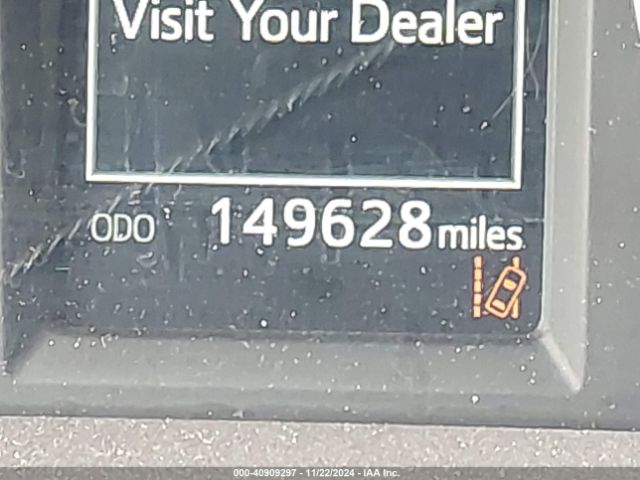 Visit Your Dealer
ODO 149628 miles
000-40909297 - 11/22/2024 - IAA Inc.